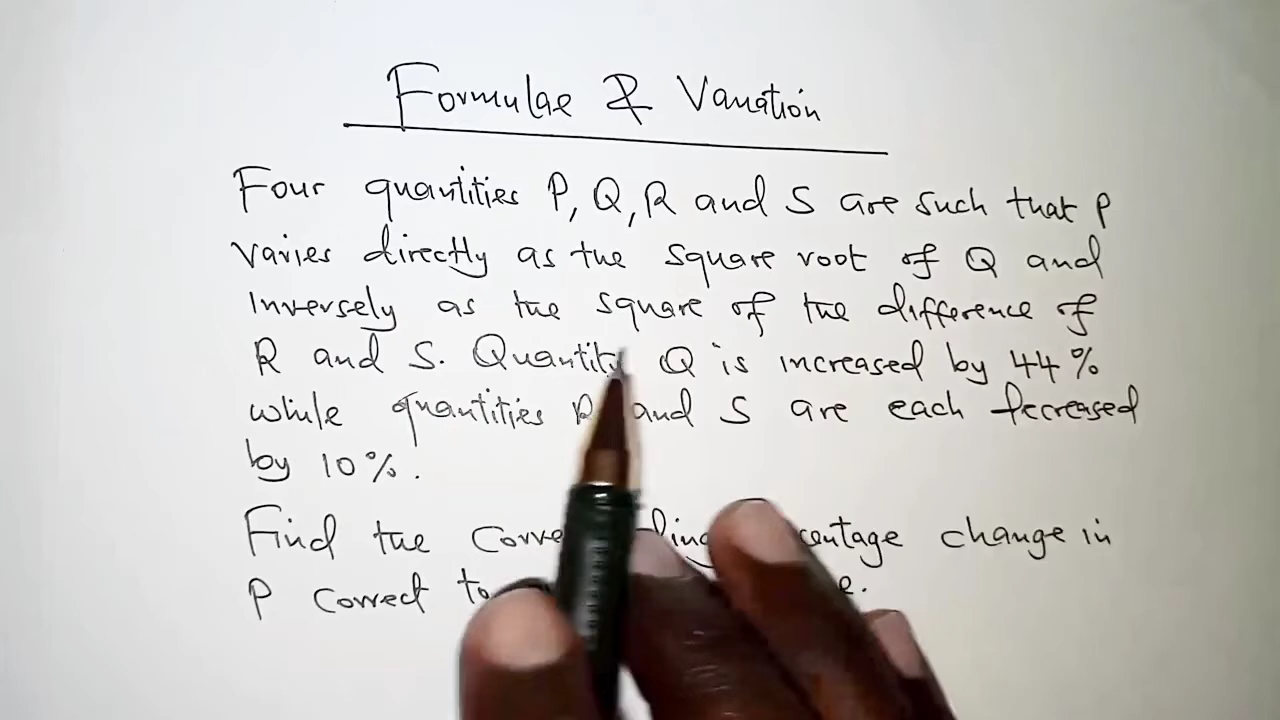 Formulae & Variation
Four quantities P, Q, R and S are such that P
varies directly as the square root of Q and
Inversely as the square of the difference of
R and S. Quantity Q is increased by 44%
while quantities R and S are each decreased
by 10%.
Find the change in
P correct to